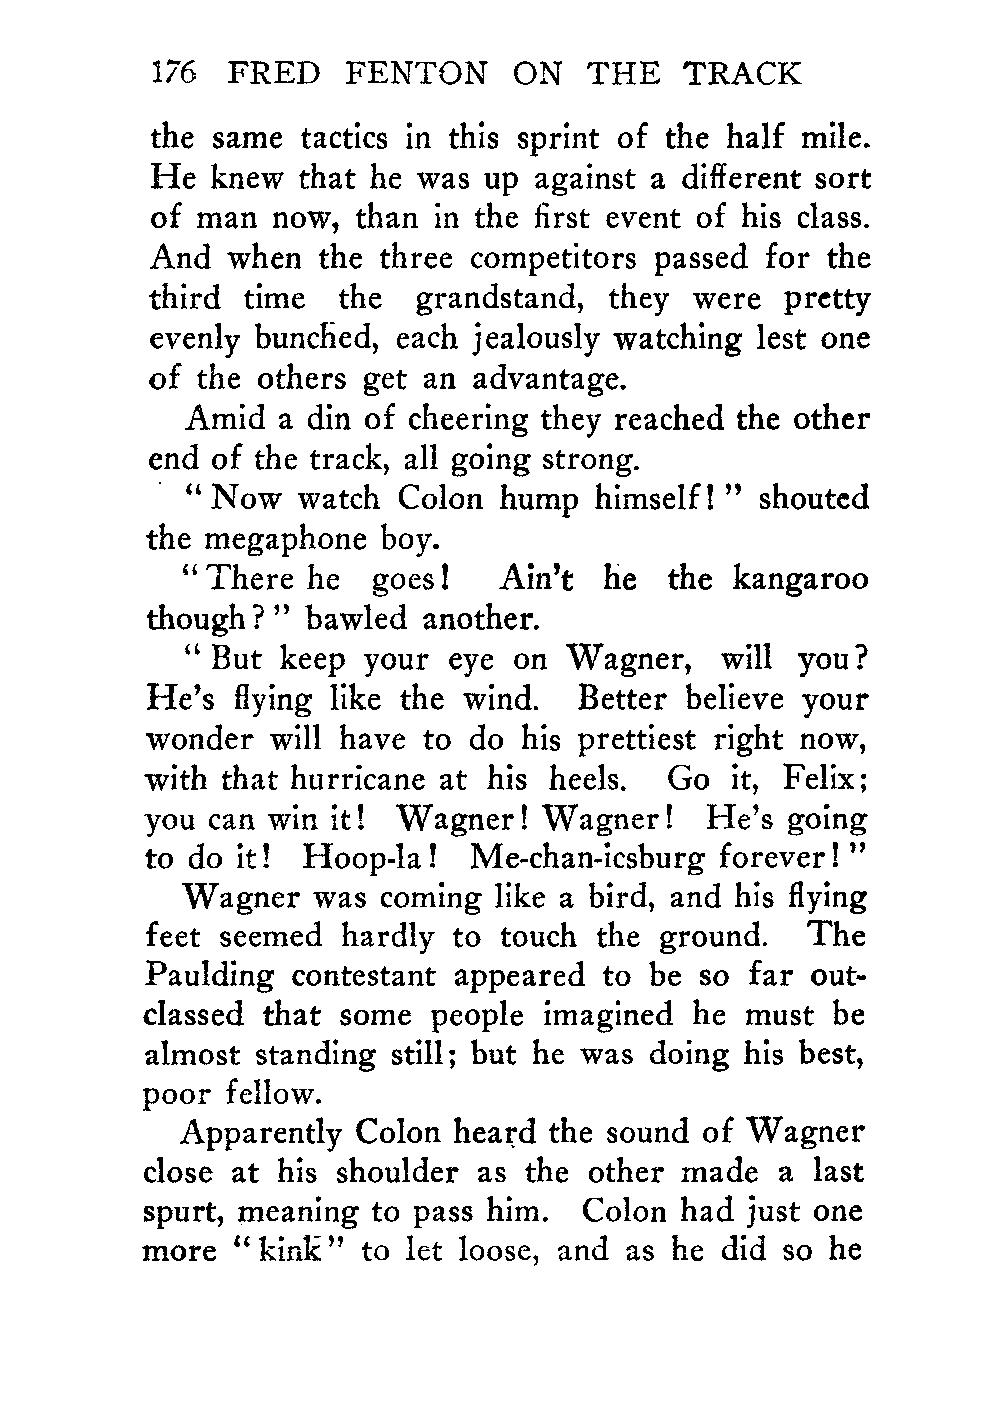 176 FRED FENTON ON THE TRACK
the same tactics in this sprint of the half mile.
He knew that he was up against a different sort
of man now, than in the first event of his class.
And when the three competitors passed for the
third time the grandstand, they were pretty
evenly bunched, each jealously watching lest one
of the others get an advantage.
Amid a din of cheering they reached the other
end of the track, all going strong.
" Now watch Colon hump himself! " shouted
the megaphone boy.
" There he goes! Ain't he the kangaroo
though? " bawled another.
" But keep your eye on Wagner, will you?
He's flying like the wind. Better believe your
wonder will have to do his prettiest right now,
with that hurricane at his heels. Go it, Felix;
you can win it! Wagner! Wagner! He's going
to do it! Hoop-la! Me-chan-icsburg forever! "
Wagner was coming like a bird, and his flying
feet seemed hardly to touch the ground. The
Paulding contestant appeared to be so far out-
classed that some people imagined he must be
almost standing still; but he was doing his best,
poor fellow.
Apparently Colon heard the sound of Wagner
close at his shoulder as the other made a last
spurt, meaning to pass him. Colon had just one
more " kink " to let loose, and as he did so he